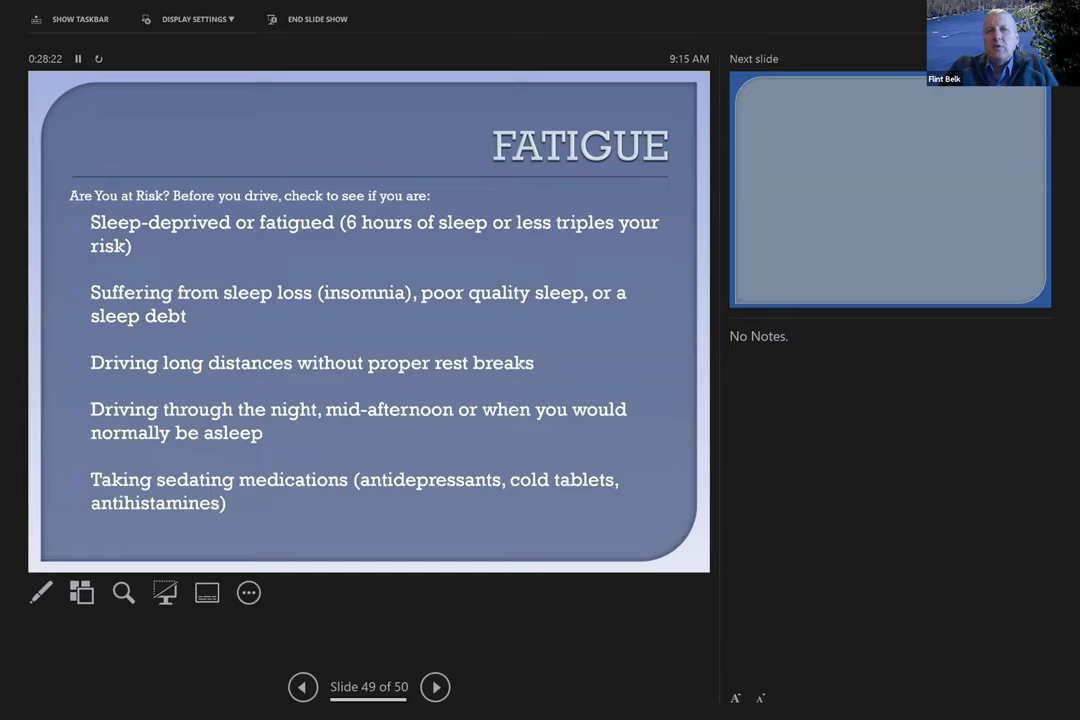 SHOW TASKBAR
DISPLAY SETTINGS ▼
END SLIDE SHOW
0:28:22
9:15 AM
Next slide
Flint Belk
FATIGUE
Are You at Risk? Before you drive, check to see if you are:
Sleep-deprived or fatigued (6 hours of sleep or less triples your
risk)
Suffering from sleep loss (insomnia), poor quality sleep, or a
sleep debt
Driving long distances without proper rest breaks
Driving through the night, mid-afternoon or when you would
normally be asleep
Taking sedating medications (antidepressants, cold tablets,
antihistamines)
No Notes.
Slide 49 of 50
A A